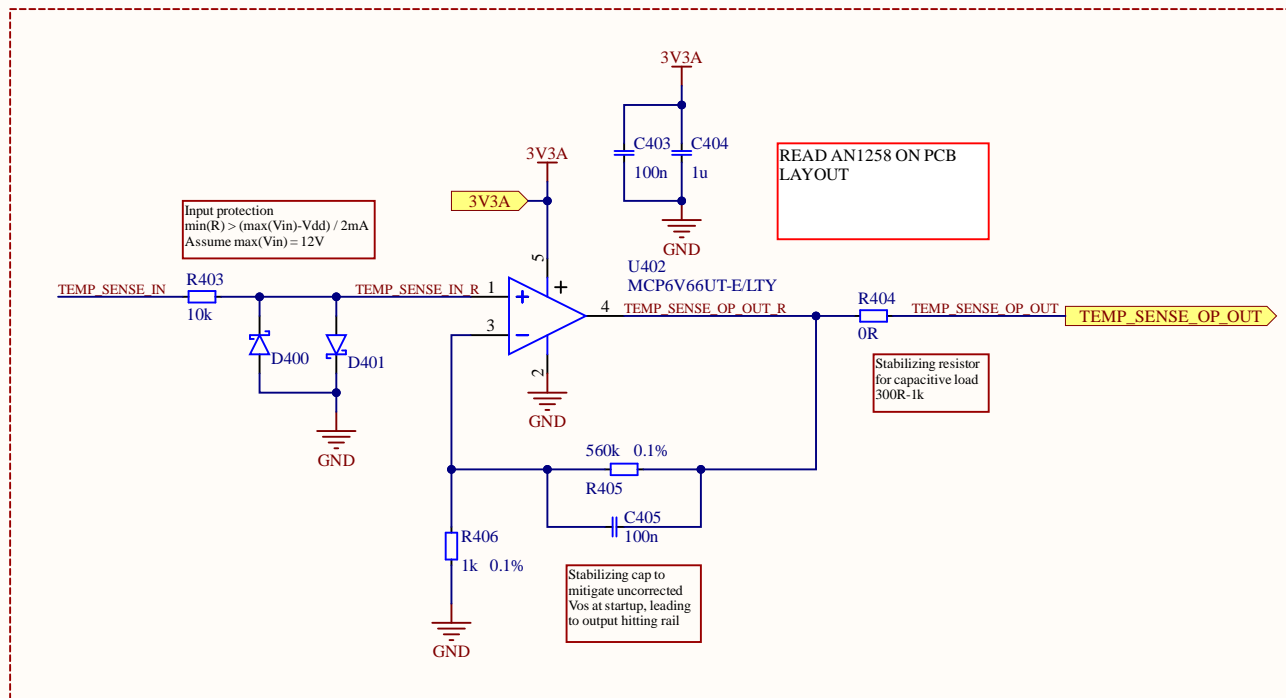 3V3A
C403
C404
100n
1u
READ AN1258 ON PCB
LAYOUT
3V3A
3V3A
Input protection
min(R) > (max(Vin)-Vdd) / 2mA
Assume max(Vin) = 12V
GND
5
U402
MCP6V66UT-E/LTY
TEMP_SENSE_IN
R403
10k
TEMP_SENSE_IN_R
1
3
4
TEMP_SENSE_OP_OUT_R
R404
0R
TEMP_SENSE_OP_OUT
TEMP_SENSE_OP_OUT
D400
D401
2
GND
Stabilizing resistor
for capacitive load
300R-1k
GND
560k 0.1%
R405
C405
100n
R406
1k 0.1%
Stabilizing cap to
mitigate uncorrected
Vos at startup, leading
to output hitting rail
GND